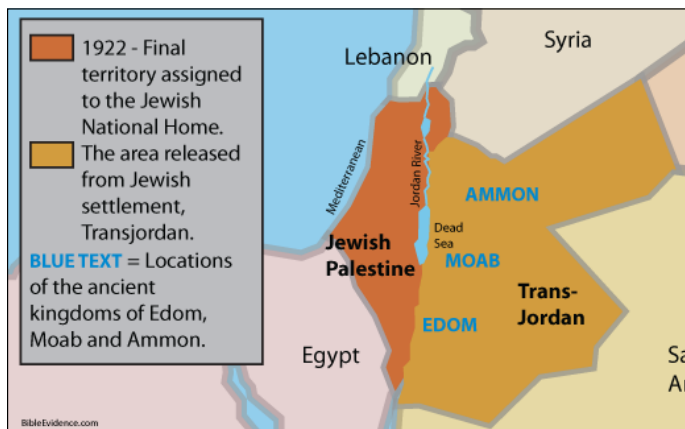 1922 - Final
territory assigned
to the Jewish
National Home.
The area released
from Jewish
settlement,
Transjordan.
BLUE TEXT = Locations
of the ancient
kingdoms of Edom,
Moab and Ammon.
Lebanon
Syria
Mediterranean
Jordan River
AMMON
Dead
Sea
Jewish
Palestine
MOAB
Trans-
Jordan
EDOM
Egypt
Sa
Ar
BibleEvidence.com